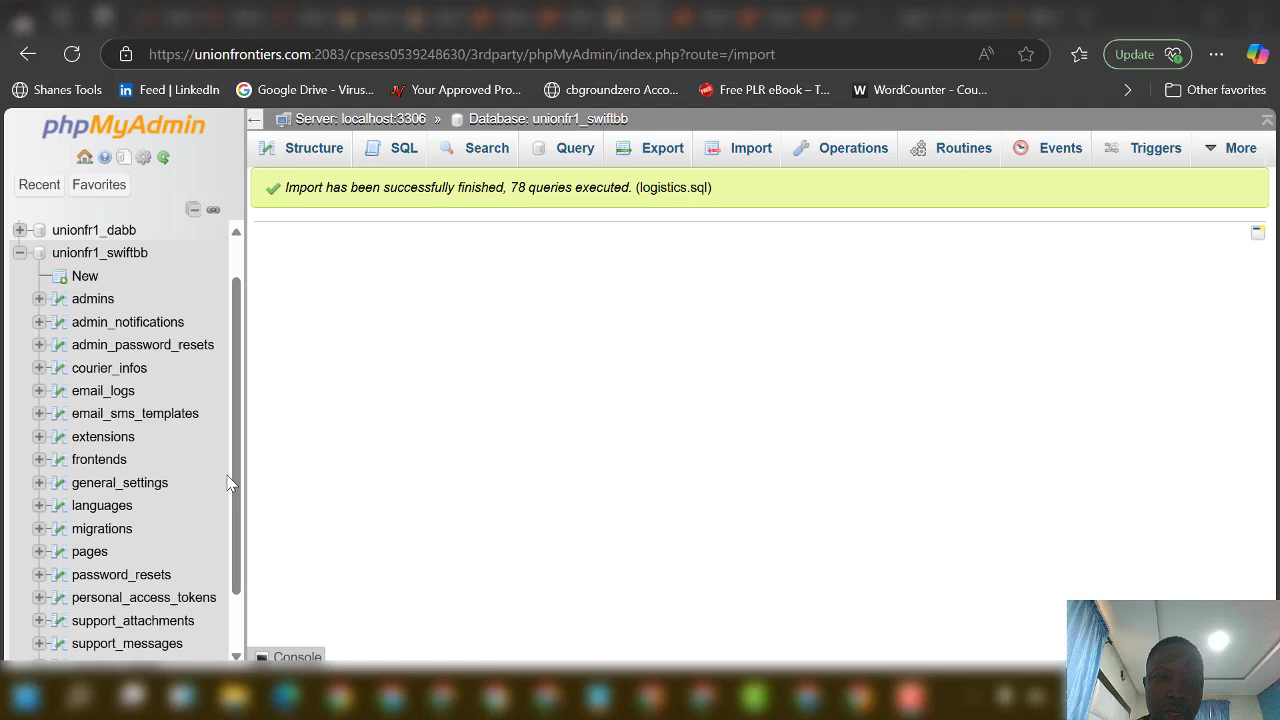 https://unionfrontiers.com:2083/cpsess0539248630/3rdparty/phpMyAdmin/index.php?route=/import
Update
Shanes Tools
Feed | LinkedIn
Google Drive - Virus...
Your Approved Pro...
cbgroundzero Acco...
Free PLR eBook – T...
WordCounter - Cou...
Other favorites
phpMyAdmin
Server: localhost:3306 » Database: unionfr1_swiftbb
Structure
SQL
Search
Query
Export
Import
Operations
Routines
Events
Triggers
More
Recent
Favorites
Import has been successfully finished, 78 queries executed. (logistics.sql)
unionfr1_dabb
unionfr1_swiftbb
New
admins
admin_notifications
admin_password_resets
courier_infos
email_logs
email_sms_templates
extensions
frontends
general_settings
languages
migrations
pages
password_resets
personal_access_tokens
support_attachments
support_messages
Console